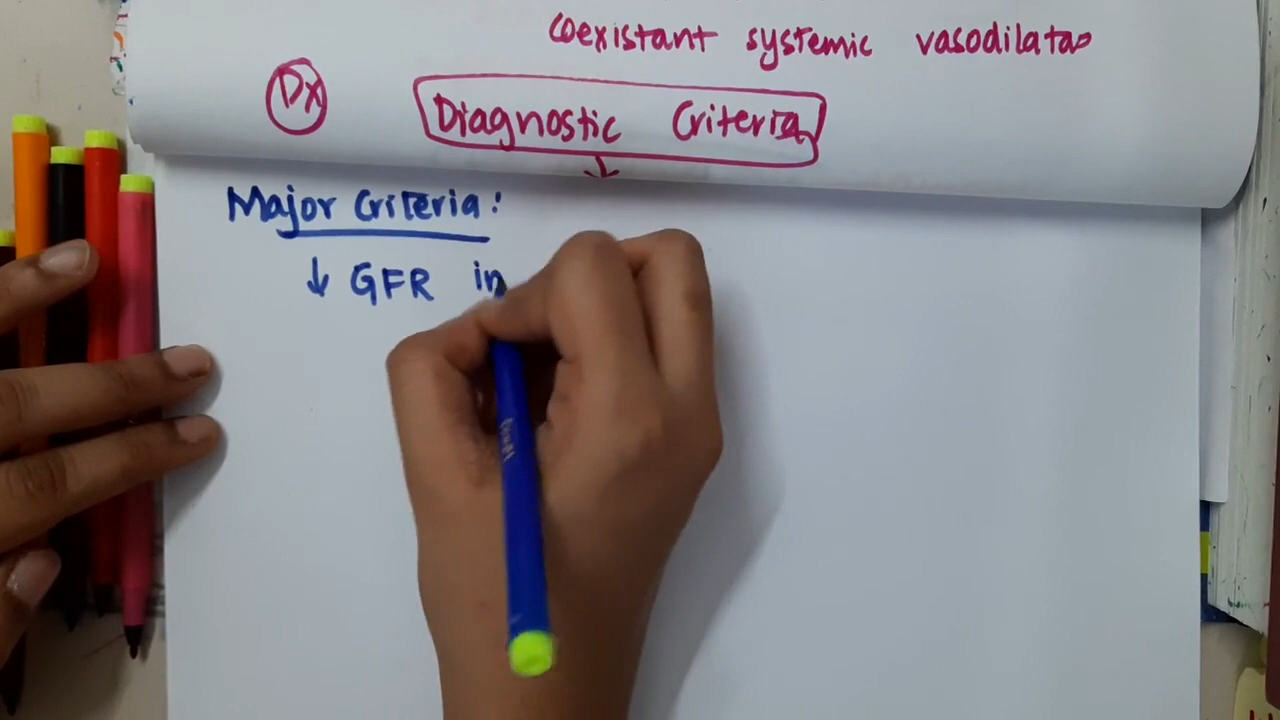 coexistant systemic vasodilatao
Dx Diagnostic Criteria
Major Criteria:
↓ GFR in